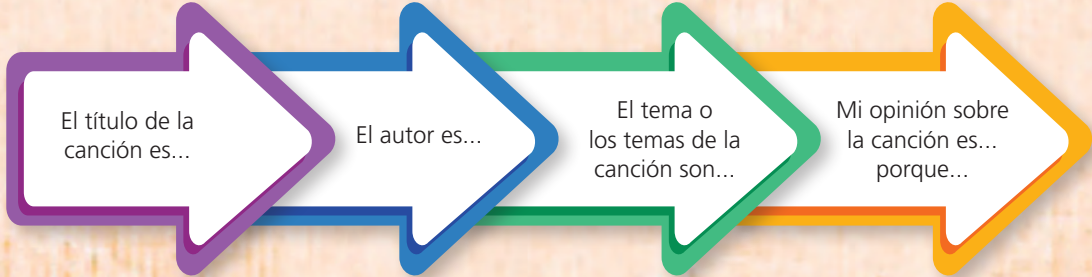 El título de la
canción es...
El autor es...
El tema o
los temas de la
canción son...
Mi opinión sobre
la canción es...
porque...